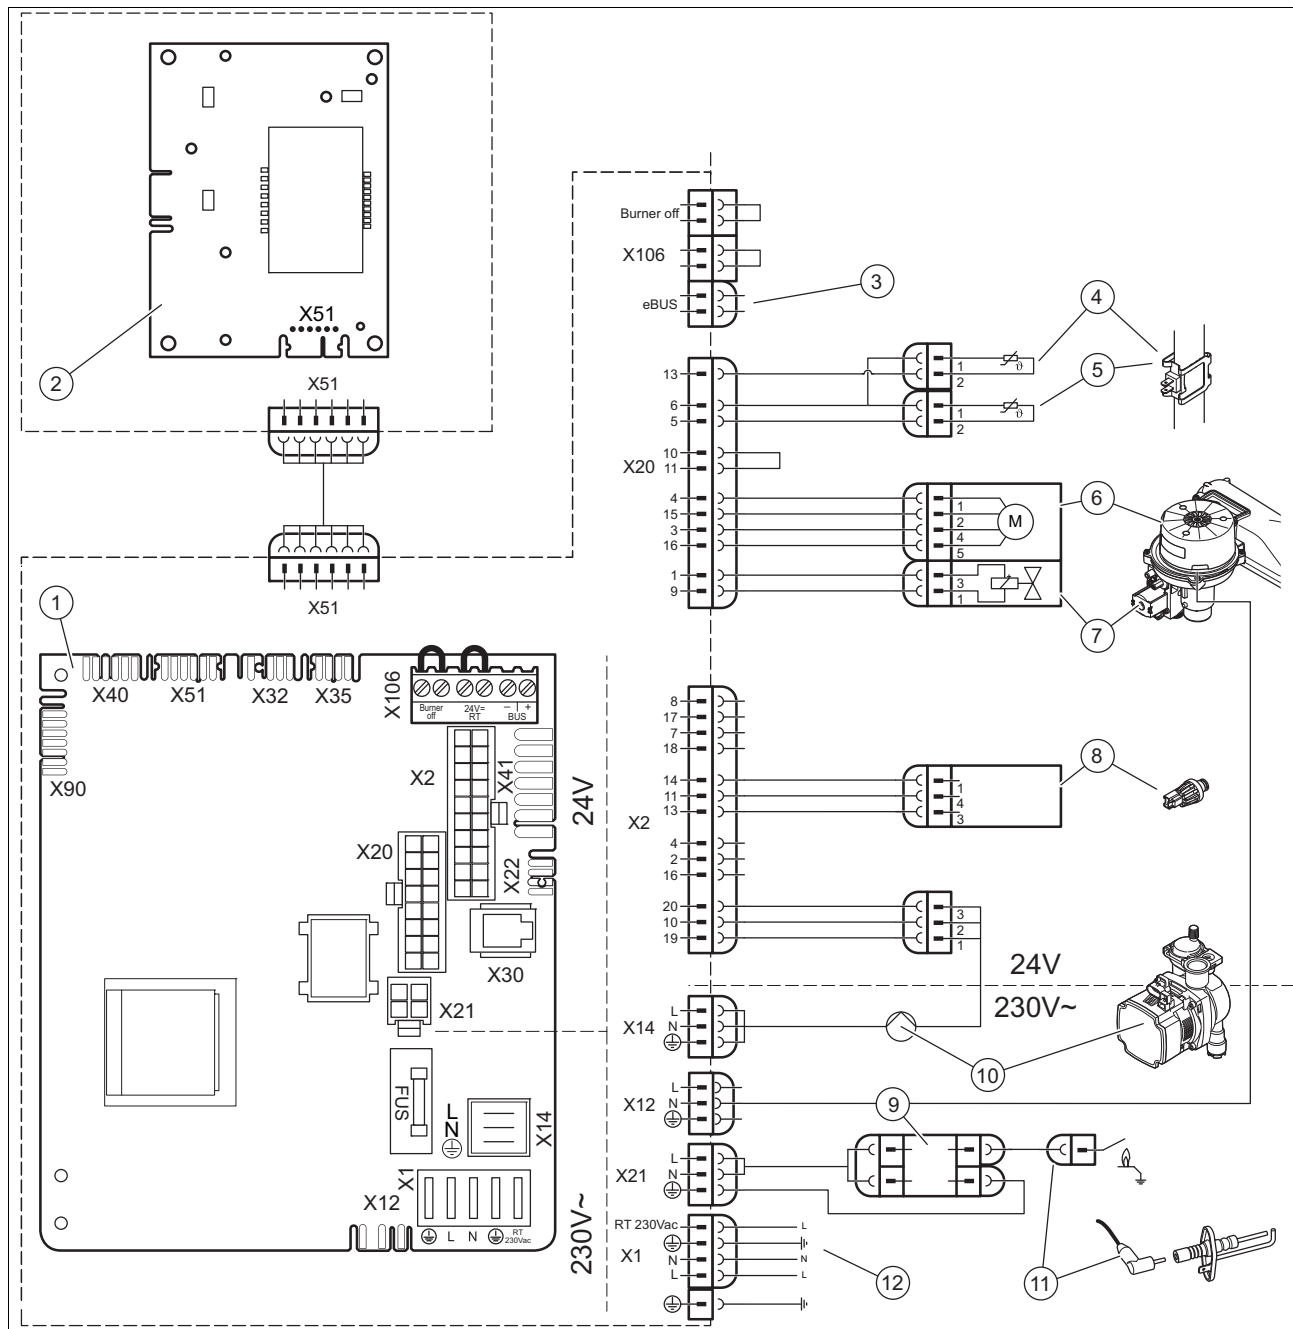 X51
2
X51
X51
1
X40
X51
X32
X35
X106
Burner off
24V= RT
BUS
− | +
X90
X2
X41
24V
X20
X22
X30
X21
FUS
L
N
X14
X1
X12
L
N
RT 230Vac
230V~
Burner off
X106
eBUS
3
13
6
5
X20
10
11
4
15
3
16
1
9
1
2
ϑ
4
1
2
ϑ
5
1
2
4
5
M
6
3
1
7
8
17
7
18
14
11
13
X2
4
2
16
20
10
19
1
4
3
8
3
2
1
24V
230V~
X14
L
N
10
X12
L
N
9
X21
L
N
11
RT 230Vac
X1
N
L
L
N
L
12